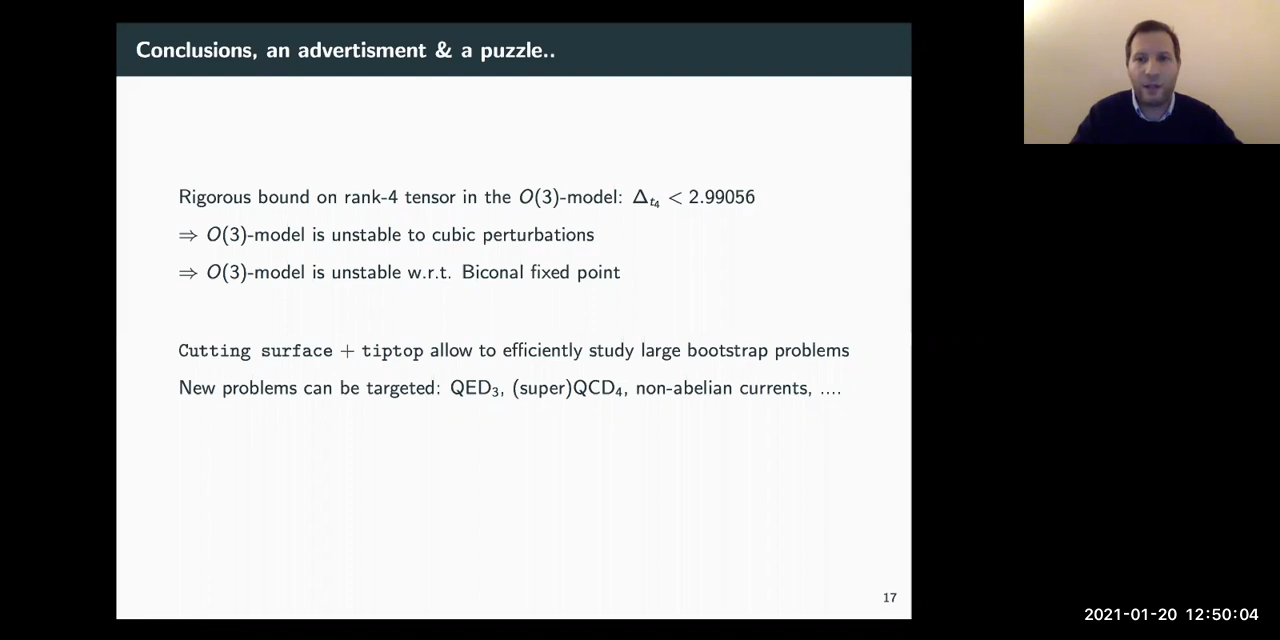 Conclusions, an advertisment & a puzzle..
Rigorous bound on rank-4 tensor in the O(3)-model: Δ_{t_4} < 2.99056
⇒ O(3)-model is unstable to cubic perturbations
⇒ O(3)-model is unstable w.r.t. Biconal fixed point
Cutting surface + tiptop allow to efficiently study large bootstrap problems
New problems can be targeted: QED₃, (super)QCD₄, non-abelian currents, ....
17
2021-01-20 12:50:04